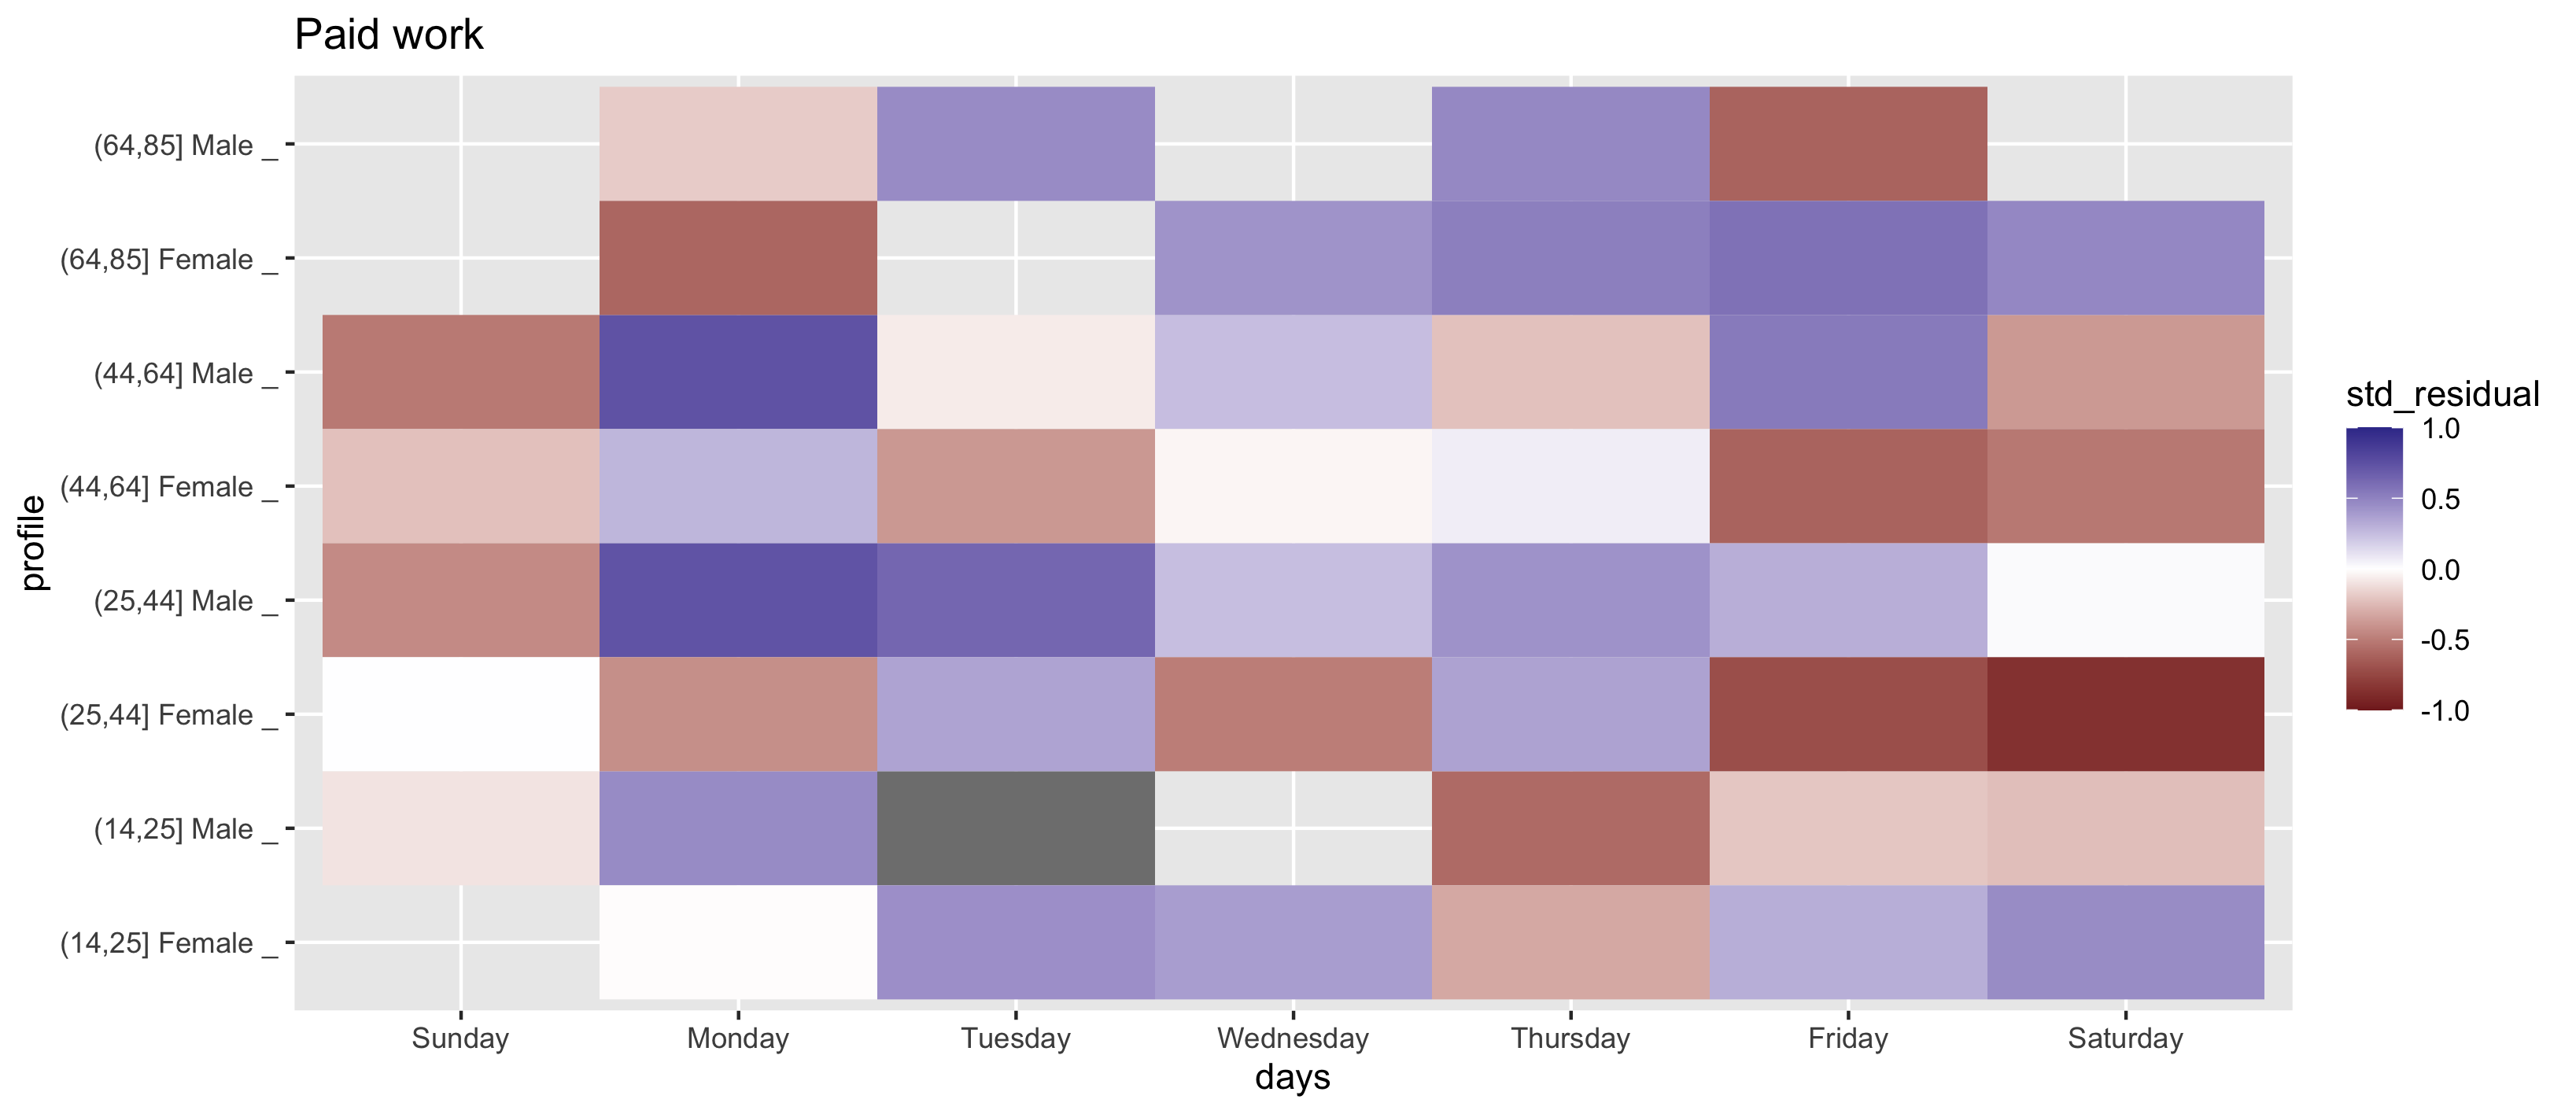 Paid work
(64,85] Male _
(64,85] Female _
(44,64] Male _
(44,64] Female _
(25,44] Male _
(25,44] Female _
(14,25] Male _
(14,25] Female _
profile
Sunday Monday Tuesday Wednesday Thursday Friday Saturday
days
std_residual
1.0
0.5
0.0
-0.5
-1.0